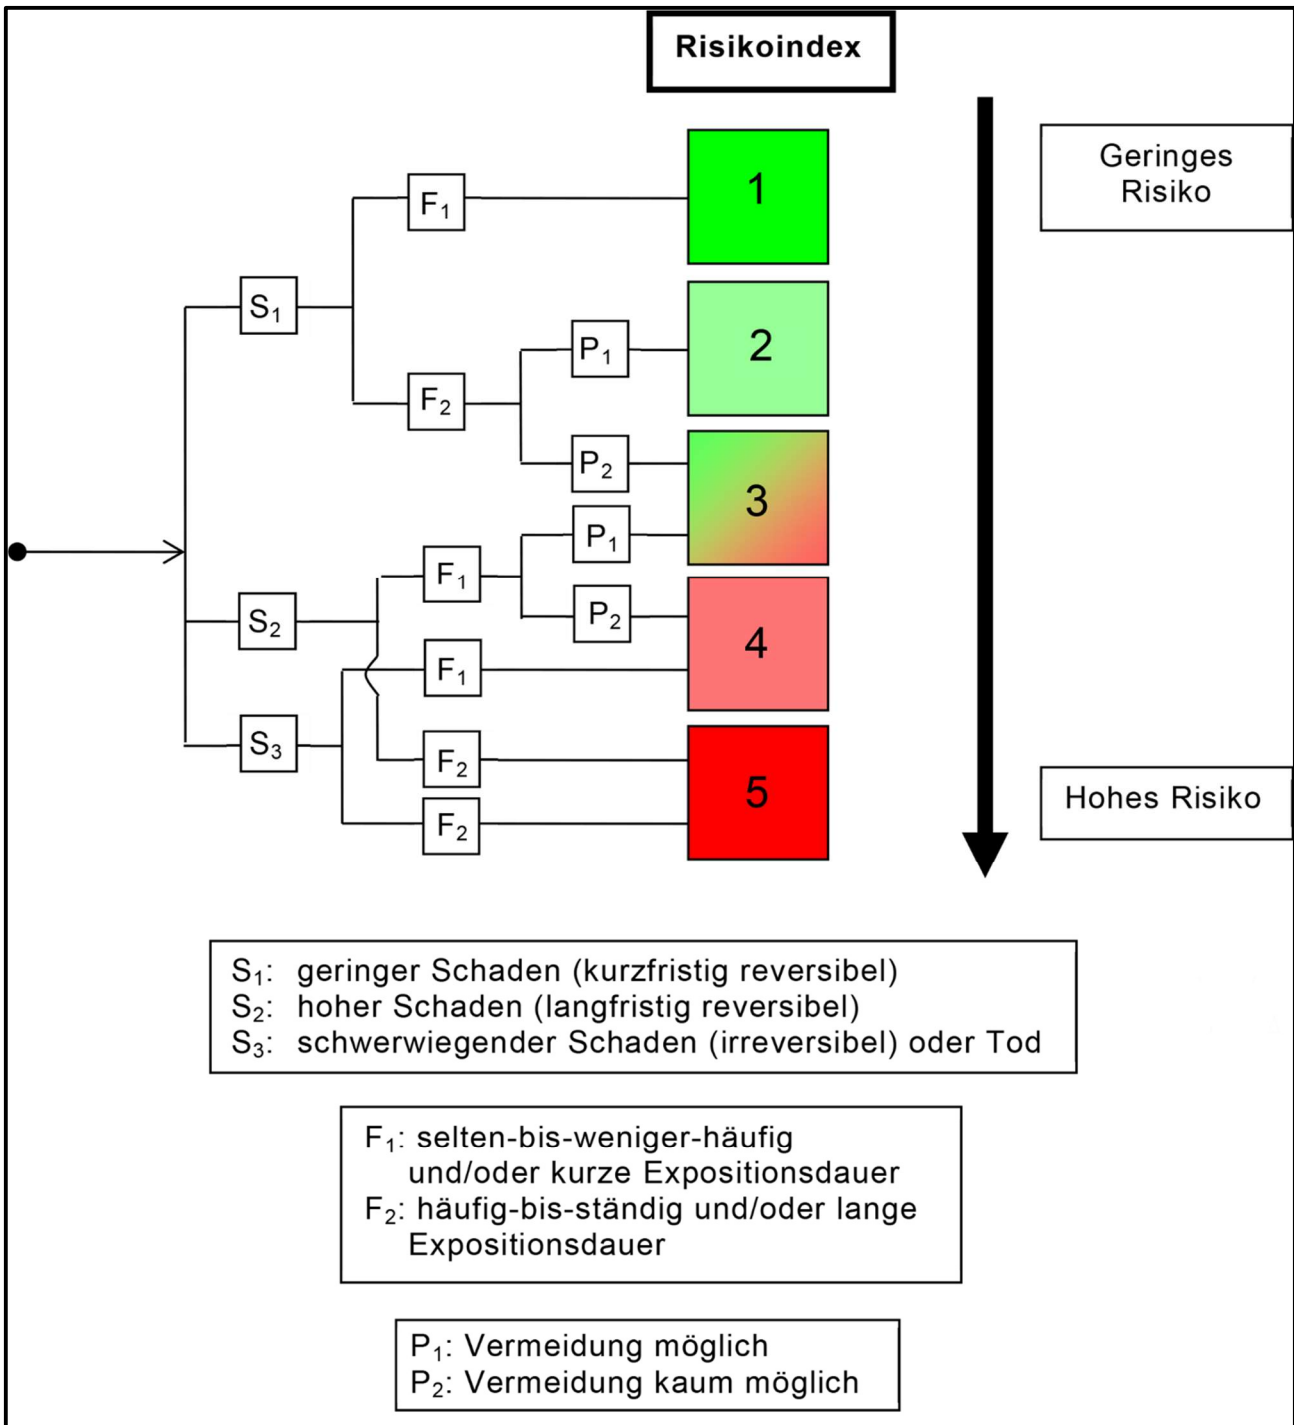 Risikoindex
Geringes
Risiko
1
F₁
S₁
2
P₁
F₂
P₂
3
P₁
F₁
P₂
S₂
4
F₁
S₃
F₂
5
Hohes Risiko
F₂
S₁: geringer Schaden (kurzfristig reversibel)
S₂: hoher Schaden (langfristig reversibel)
S₃: schwerwiegender Schaden (irreversibel) oder Tod
F₁: selten-bis-weniger-häufig
und/oder kurze Expositionsdauer
F₂: häufig-bis-ständig und/oder lange
Expositionsdauer
P₁: Vermeidung möglich
P₂: Vermeidung kaum möglich